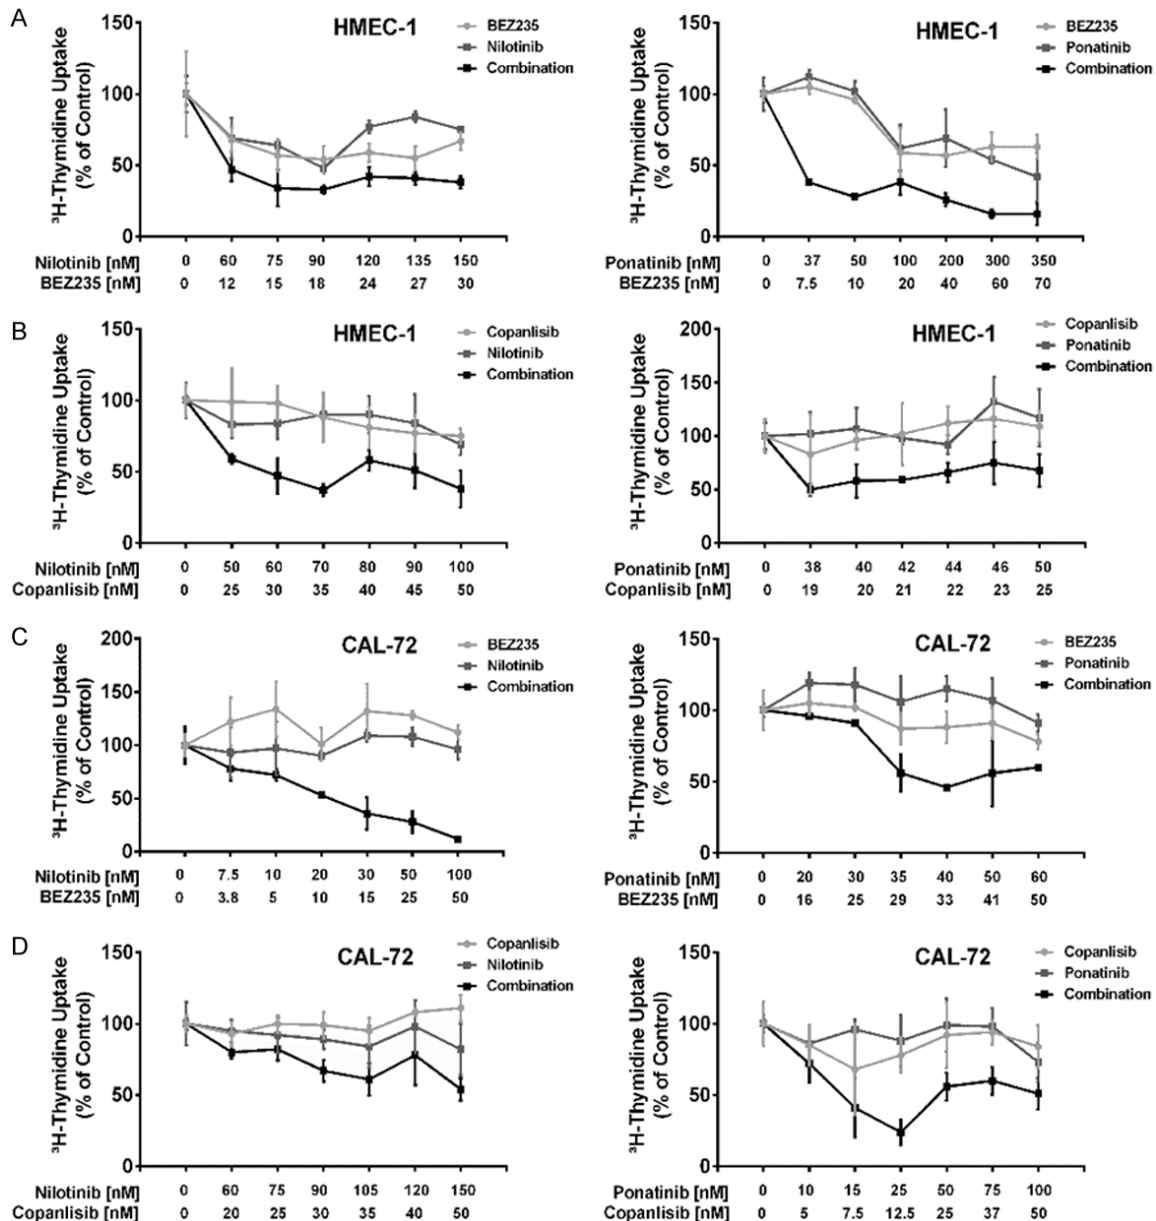 A
HMEC-1
BEZ235
Nilotinib
Combination
³H-Thymidine Uptake
(% of Control)
150
100
50
0
Nilotinib [nM] 0 60 75 90 120 135 150
BEZ235 [nM] 0 12 15 18 24 27 30
HMEC-1
BEZ235
Ponatinib
Combination
³H-Thymidine Uptake
(% of Control)
150
100
50
0
Ponatinib [nM] 0 37 50 100 200 300 350
BEZ235 [nM] 0 7.5 10 20 40 60 70
B
HMEC-1
Copanlisib
Nilotinib
Combination
³H-Thymidine Uptake
(% of Control)
150
100
50
0
Nilotinib [nM] 0 50 60 70 80 90 100
Copanlisib [nM] 0 25 30 35 40 45 50
HMEC-1
Copanlisib
Ponatinib
Combination
³H-Thymidine Uptake
(% of Control)
200
150
100
50
0
Ponatinib [nM] 0 38 40 42 44 46 50
Copanlisib [nM] 0 19 20 21 22 23 25
C
CAL-72
BEZ235
Nilotinib
Combination
³H-Thymidine Uptake
(% of Control)
200
150
100
50
0
Nilotinib [nM] 0 7.5 10 20 30 50 100
BEZ235 [nM] 0 3.8 5 10 15 25 50
CAL-72
BEZ235
Ponatinib
Combination
³H-Thymidine Uptake
(% of Control)
150
100
50
0
Ponatinib [nM] 0 20 30 35 40 50 60
BEZ235 [nM] 0 16 25 29 33 41 50
D
CAL-72
Copanlisib
Nilotinib
Combination
³H-Thymidine Uptake
(% of Control)
150
100
50
0
Nilotinib [nM] 0 60 75 90 105 120 150
Copanlisib [nM] 0 20 25 30 35 40 50
CAL-72
Copanlisib
Ponatinib
Combination
³H-Thymidine Uptake
(% of Control)
150
100
50
0
Ponatinib [nM] 0 10 15 25 50 75 100
Copanlisib [nM] 0 5 7.5 12.5 25 37 50